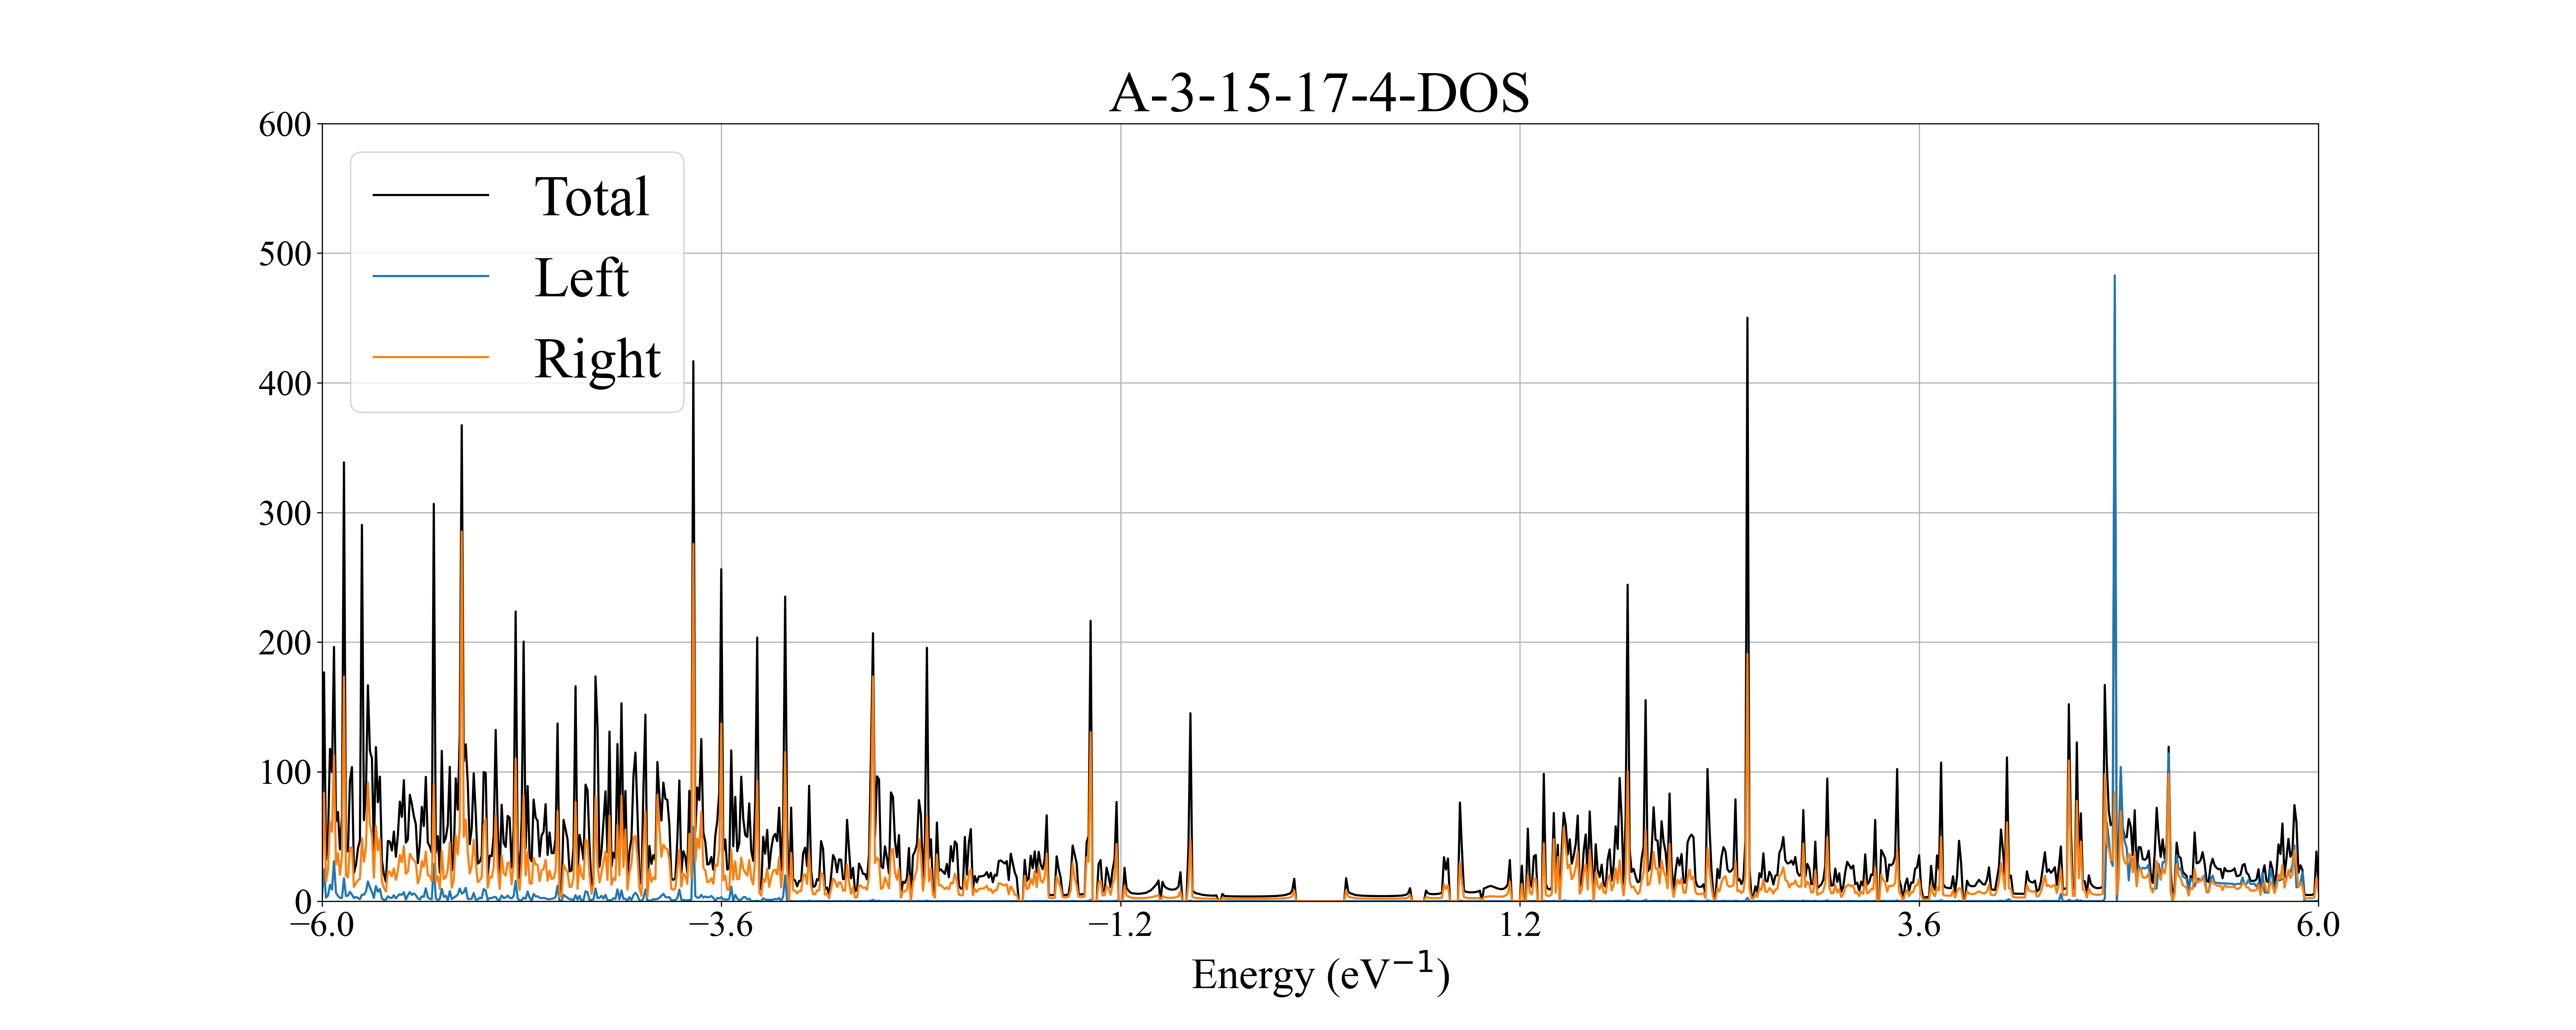 A-3-15-17-4-DOS
600
500
400
300
200
100
0
Total
Left
Right
−6.0 −3.6 −1.2 1.2 3.6 6.0
Energy (eV⁻¹)